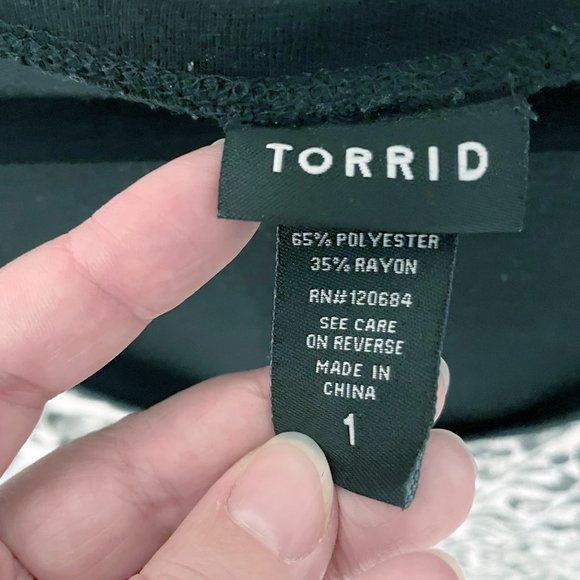 TORRID
65% POLYESTER
35% RAYON
RN#120684
SEE CARE
ON REVERSE
MADE IN
CHINA
1